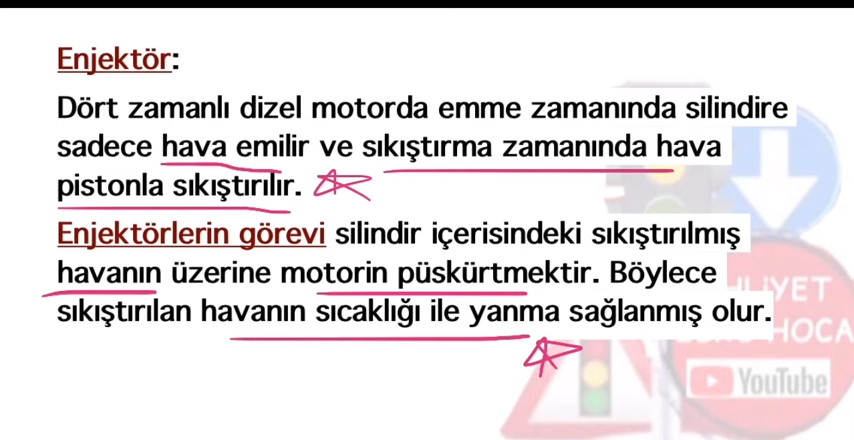 Enjektör:
Dört zamanlı dizel motorda emme zamanında silindire
sadece hava emilir ve sıkıştırma zamanında hava
pistonla sıkıştırılır.
Enjektörlerin görevi silindir içerisindeki sıkıştırılmış
havanın üzerine motorin püskürtmektir. Böylece
sıkıştırılan havanın sıcaklığı ile yanma sağlanmış olur.
HOCA
YouTube